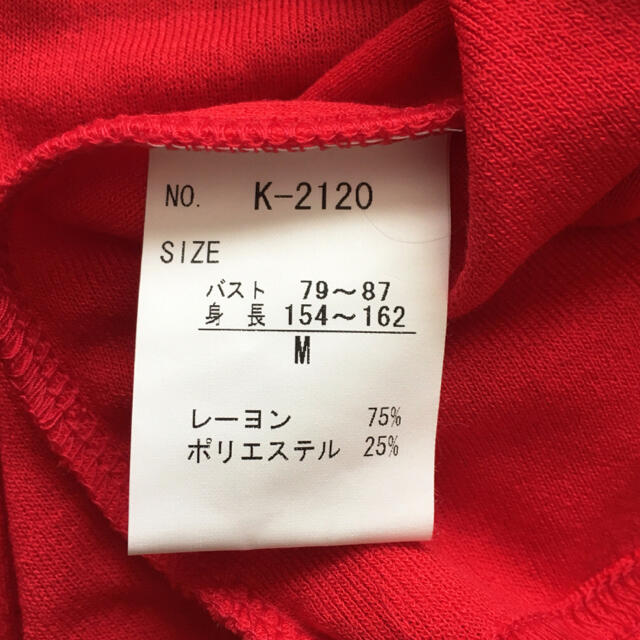 NO. K-2120
SIZE
バスト 79～87
身長 154～162
M
レーヨン 75%
ポリエステル 25%